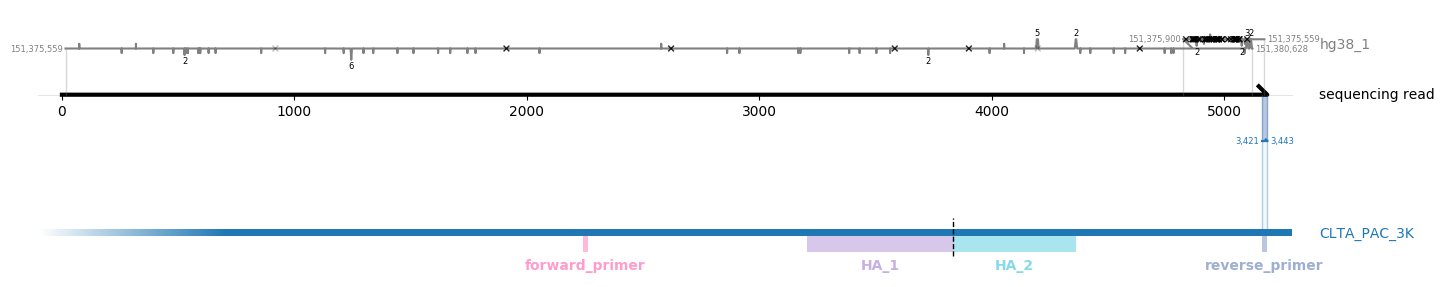 5 2 32
151,375,900 151,375,559
151,375,559 151,380,628 hg38_1
2 6 2 2 2
sequencing read
0 1000 2000 3000 4000 5000
3,421 3,443
CLTA_PAC_3K
forward_primer HA_1 HA_2 reverse_primer